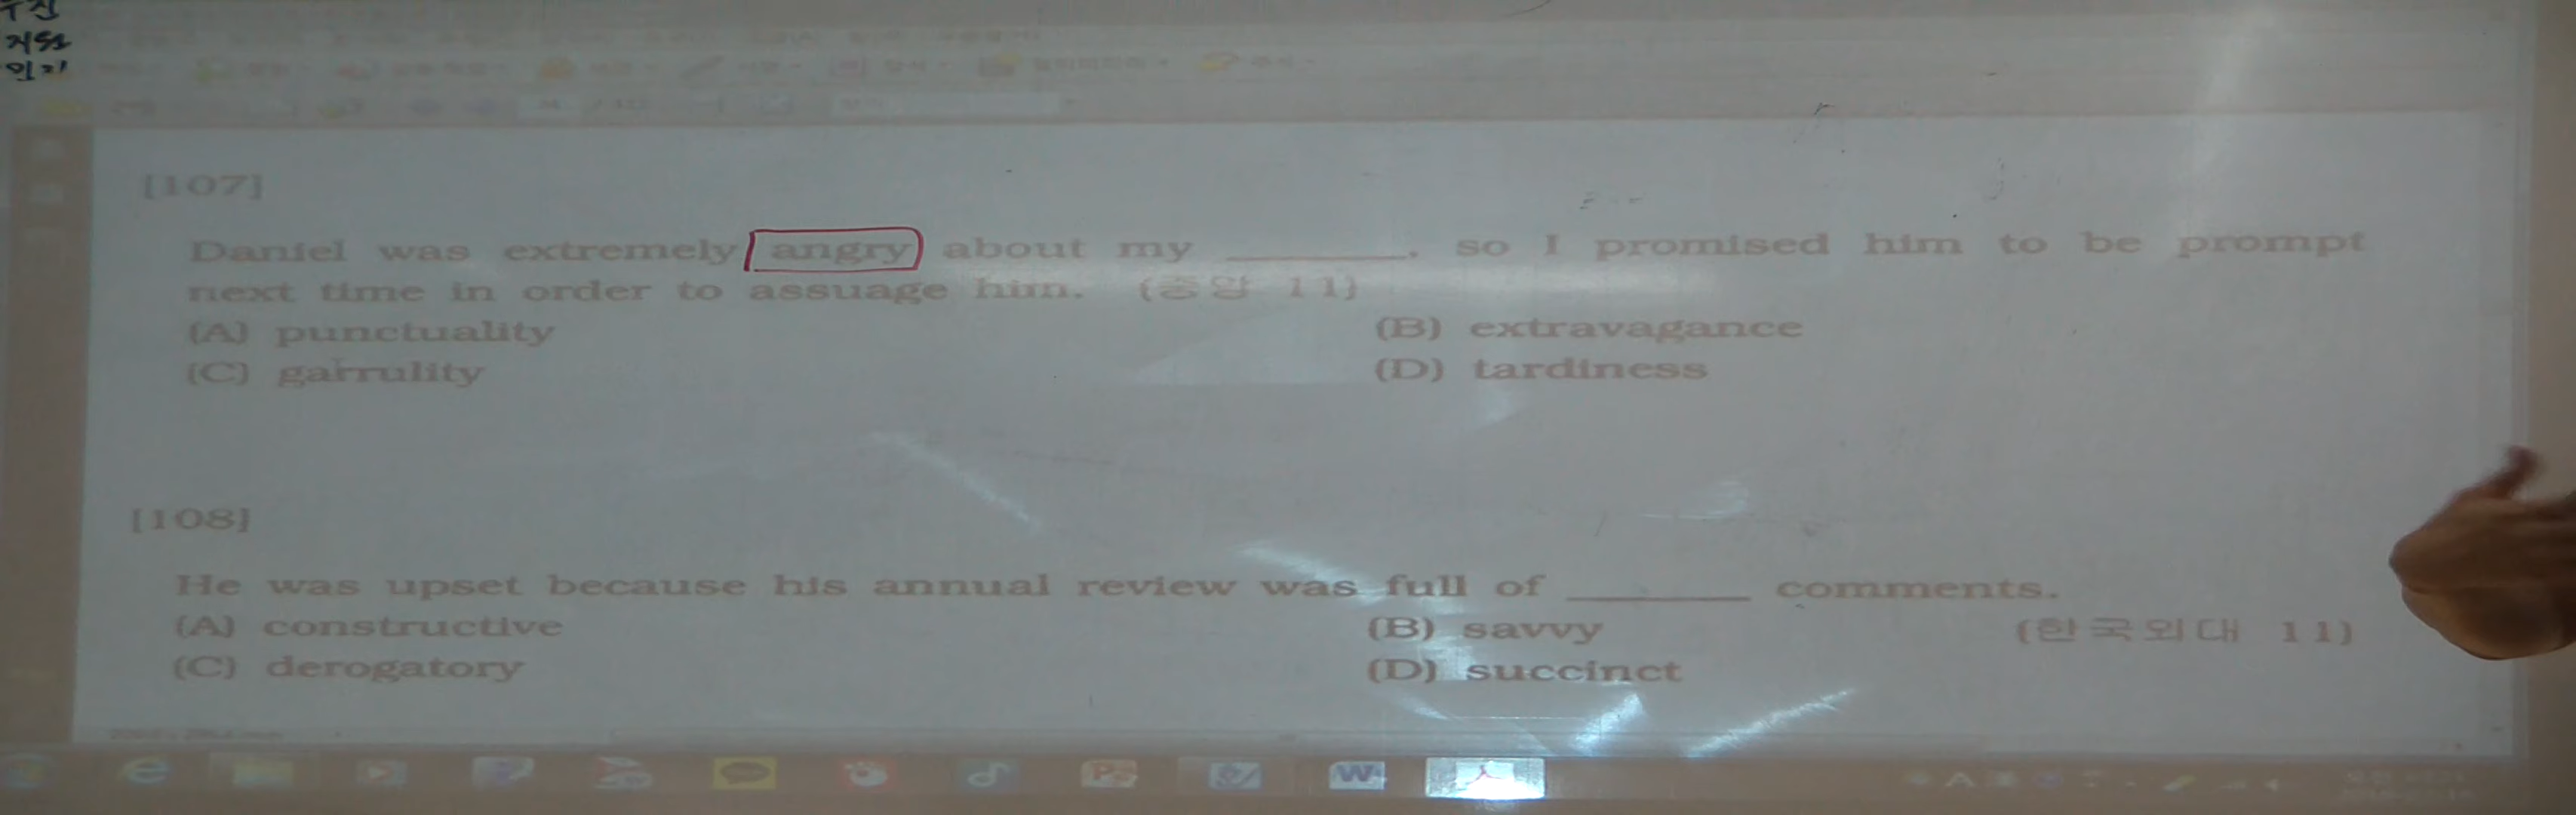 [107]
Daniel was extremely angry about my ________, so I promised him to be prompt
next time in order to assuage him. (중앙 11)
(A) punctuality (B) extravagance
(C) garrulity (D) tardiness
[108]
He was upset because his annual review was full of ________ comments.
(A) constructive (B) savvy (한국외대 11)
(C) derogatory (D) succinct